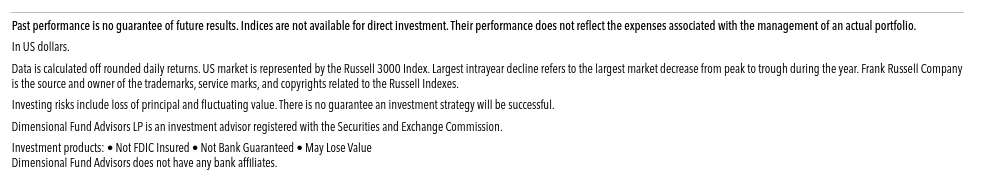 Past performance is no guarantee of future results. Indices are not available for direct investment. Their performance does not reflect the expenses associated with the management of an actual portfolio.
In US dollars.
Data is calculated off rounded daily returns. US market is represented by the Russell 3000 Index. Largest intrayear decline refers to the largest market decrease from peak to trough during the year. Frank Russell Company
is the source and owner of the trademarks, service marks, and copyrights related to the Russell Indexes.
Investing risks include loss of principal and fluctuating value. There is no guarantee an investment strategy will be successful.
Dimensional Fund Advisors LP is an investment advisor registered with the Securities and Exchange Commission.
Investment products: • Not FDIC Insured • Not Bank Guaranteed • May Lose Value
Dimensional Fund Advisors does not have any bank affiliates.